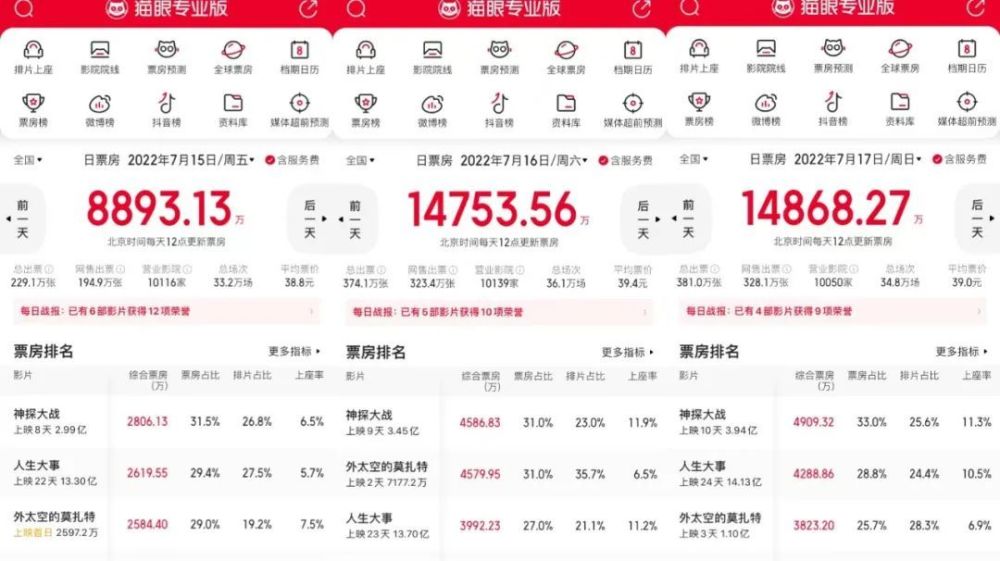 猫眼专业版
排片上座 影院院线 票房预测 全球票房 档期日历
票房榜 微博榜 抖音榜 资料库 媒体超前预测
全国 日票房 2022年7月15日/周五 含服务费
前一天 8893.13万 后一天
北京时间每天12点更新票房
总出票 网售出票 营业影院 总场次 平均票价
229.1万张 194.9万张 10116家 33.2万场 38.8元
每日战报：已有6部影片获得12项荣誉
票房排名 更多指标
影片 综合票房(万) 票房占比 排片占比 上座率
神探大战 2806.13 31.5% 26.8% 6.5%
上映8天 2.99亿
人生大事 2619.55 29.4% 27.5% 5.7%
上映22天 13.30亿
外太空的莫扎特 2584.40 29.0% 19.2% 7.5%
上映首日 2597.2万
猫眼专业版
排片上座 影院院线 票房预测 全球票房 档期日历
票房榜 微博榜 抖音榜 资料库 媒体超前预测
全国 日票房 2022年7月16日/周六 含服务费
前一天 14753.56万 后一天
北京时间每天12点更新票房
总出票 网售出票 营业影院 总场次 平均票价
374.1万张 323.4万张 10139家 36.1万场 39.4元
每日战报：已有5部影片获得10项荣誉
票房排名 更多指标
影片 综合票房(万) 票房占比 排片占比 上座率
神探大战 4586.83 31.0% 23.0% 11.9%
上映9天 3.45亿
外太空的莫扎特 4579.95 31.0% 35.7% 6.5%
上映2天 7177.2万
人生大事 3992.23 27.0% 21.1% 11.2%
上映23天 13.70亿
猫眼专业版
排片上座 影院院线 票房预测 全球票房 档期日历
票房榜 微博榜 抖音榜 资料库 媒体超前预测
全国 日票房 2022年7月17日/周日 含服务费
前一天 14868.27万 后一天
北京时间每天12点更新票房
总出票 网售出票 营业影院 总场次 平均票价
381.0万张 328.1万张 10050家 34.8万场 39.0元
每日战报：已有4部影片获得9项荣誉
票房排名 更多指标
影片 综合票房(万) 票房占比 排片占比 上座率
神探大战 4909.32 33.0% 25.6% 11.3%
上映10天 3.94亿
人生大事 4288.86 28.8% 24.4% 10.5%
上映24天 14.13亿
外太空的莫扎特 3823.20 25.7% 28.3% 6.9%
上映3天 1.10亿